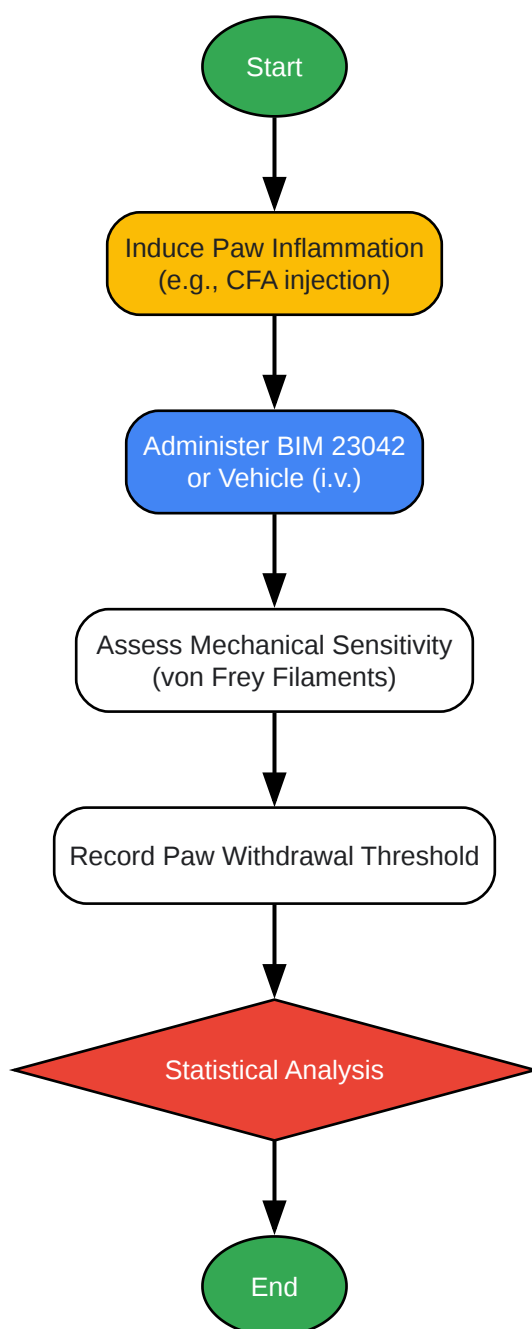 Start
Induce Paw Inflammation
(e.g., CFA injection)
Administer BIM 23042
or Vehicle (i.v.)
Assess Mechanical Sensitivity
(von Frey Filaments)
Record Paw Withdrawal Threshold
Statistical Analysis
End